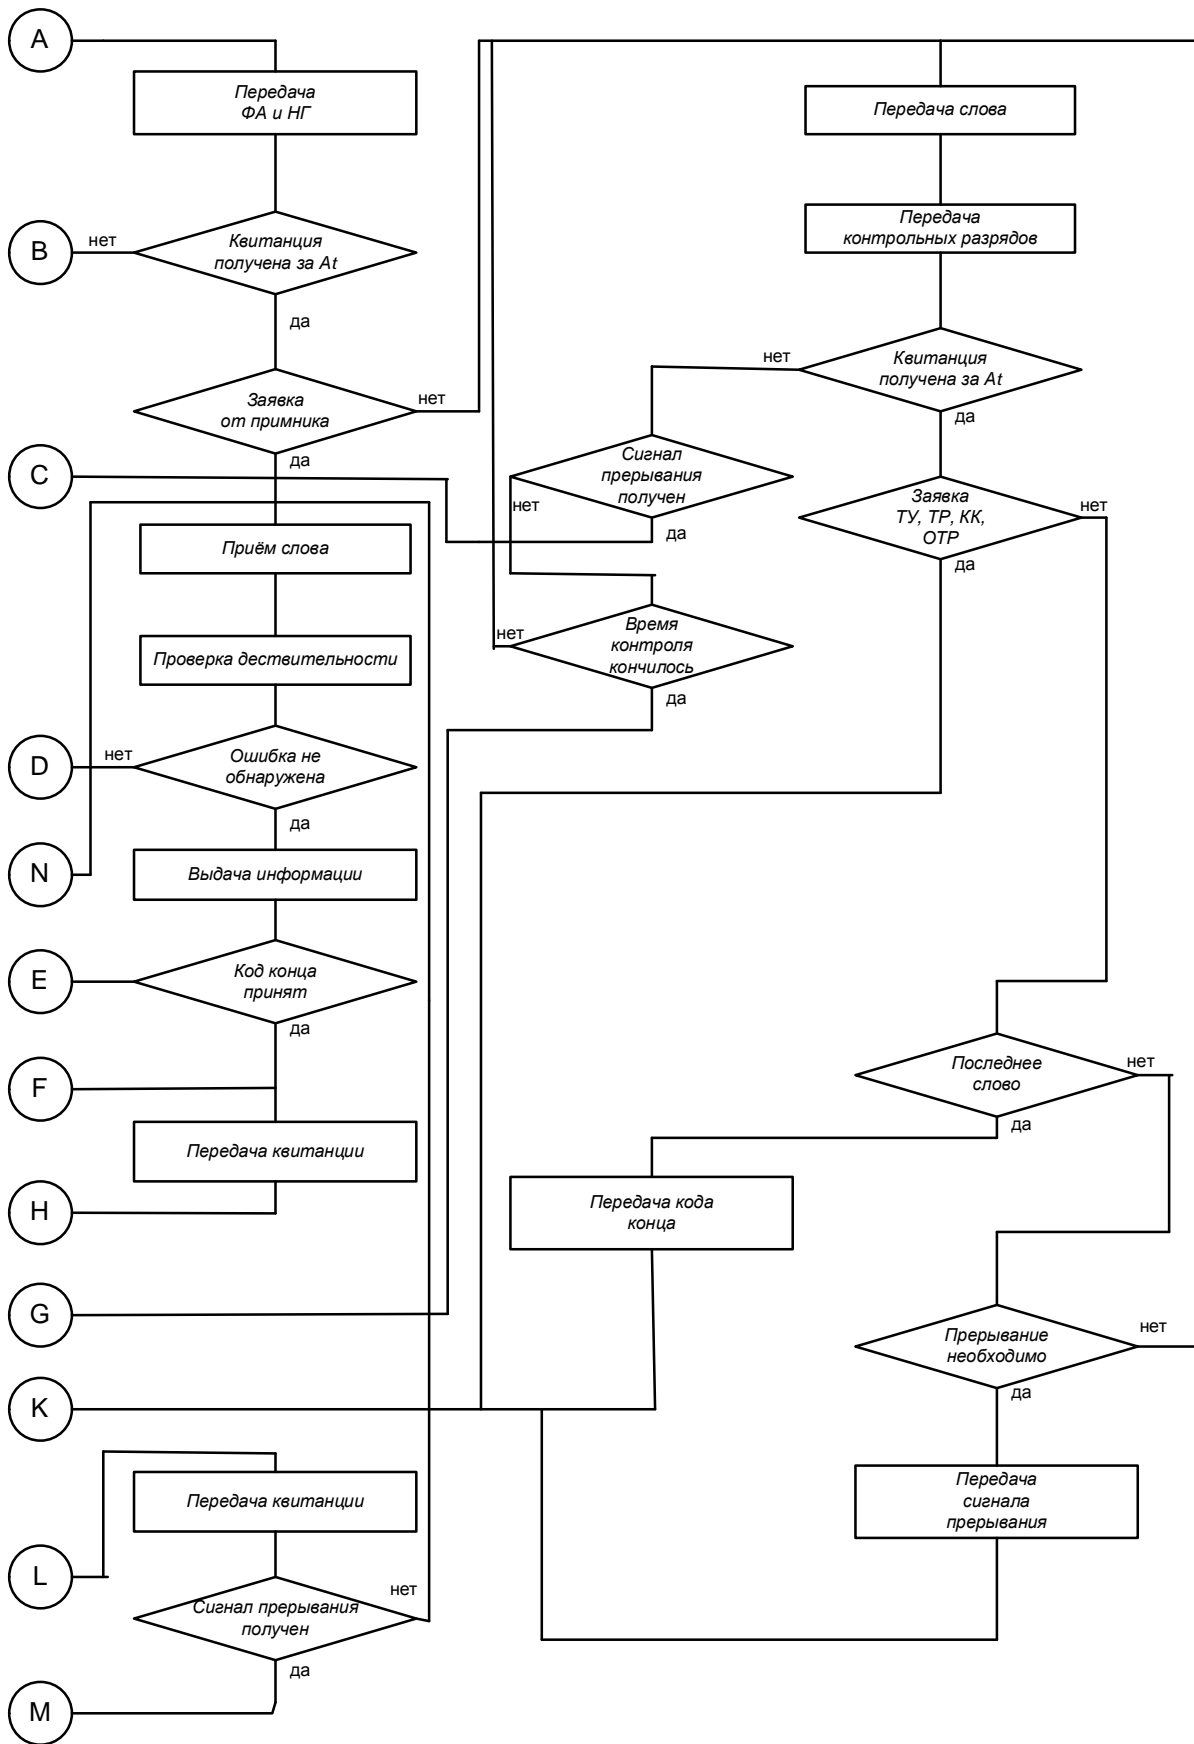 A
Передача
ФА и НГ
Передача слова
B
нет
Квитанция
получена за At
да
Передача
контрольных разрядов
Заявка
от примника
нет
да
нет
Квитанция
получена за At
да
C
Сигнал
прерывания
получен
нет
да
Заявка
ТУ, ТР, КК,
ОТР
нет
да
Приём слова
Проверка дествительности
нет
Время
контроля
кончилось
да
D
нет
Ошибка не
обнаружена
да
N
Выдача информации
E
Код конца
принят
да
F
Последнее
слово
нет
да
Передача квитанции
H
Передача кода
конца
G
Прерывание
необходимо
нет
да
K
Передача квитанции
Передача
сигнала
прерывания
L
Сигнал прерывания
получен
нет
да
M